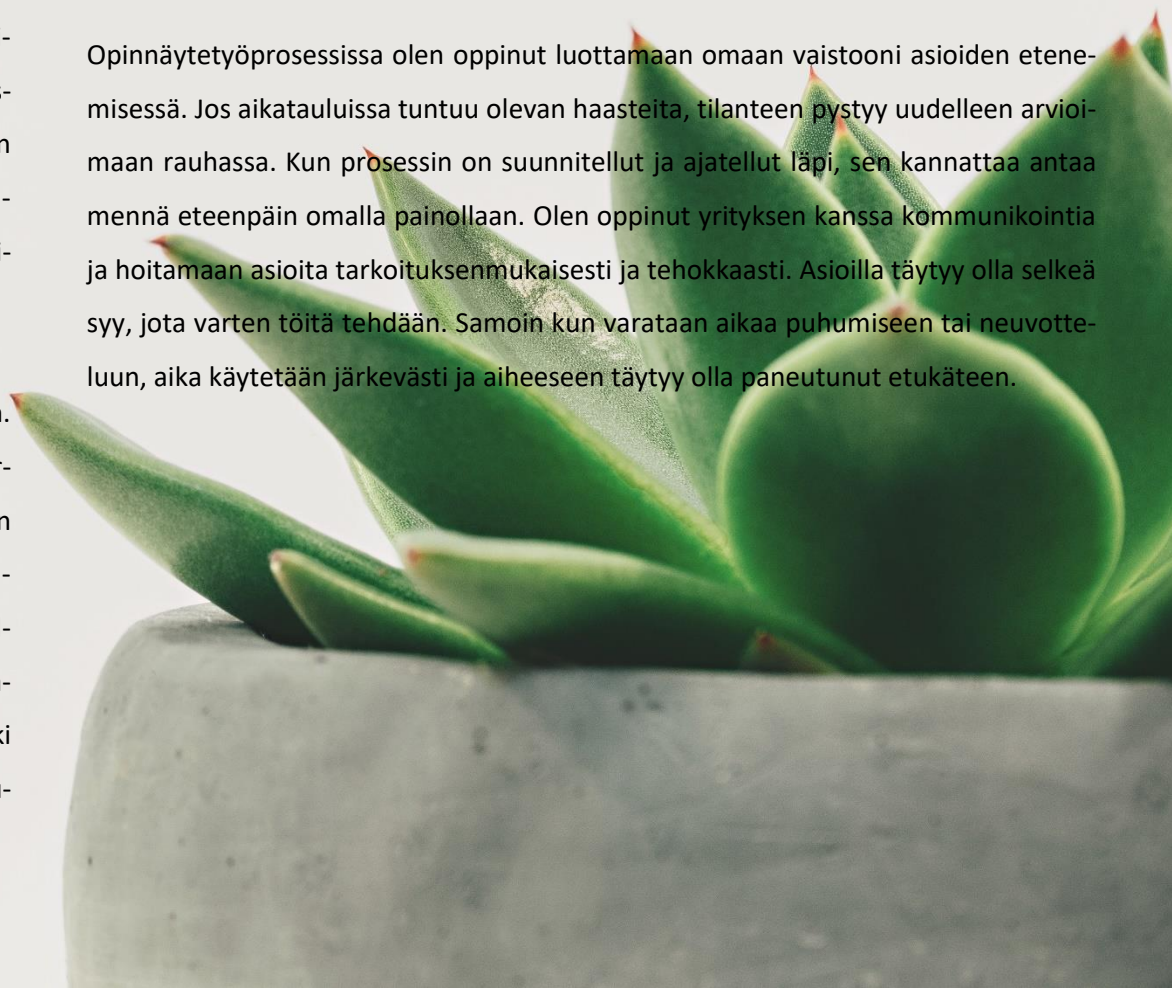 Opinnäytetyöprosessissa olen oppinut luottamaan omaan vaistooni asioiden etene-
misessä. Jos aikatauluissa tuntuu olevan haasteita, tilanteen pystyy uudelleen arvioi-
maan rauhassa. Kun prosessin on suunnitellut ja ajatellut läpi, sen kannattaa antaa
mennä eteenpäin omalla painollaan. Olen oppinut yrityksen kanssa kommunikointia
ja hoitamaan asioita tarkoituksenmukaisesti ja tehokkaasti. Asioilla täytyy olla selkeä
syy, jota varten töitä tehdään. Samoin kun varataan aikaa puhumiseen tai neuvotte-
luun, aika käytetään järkevästi ja aiheeseen täytyy olla paneutunut etukäteen.